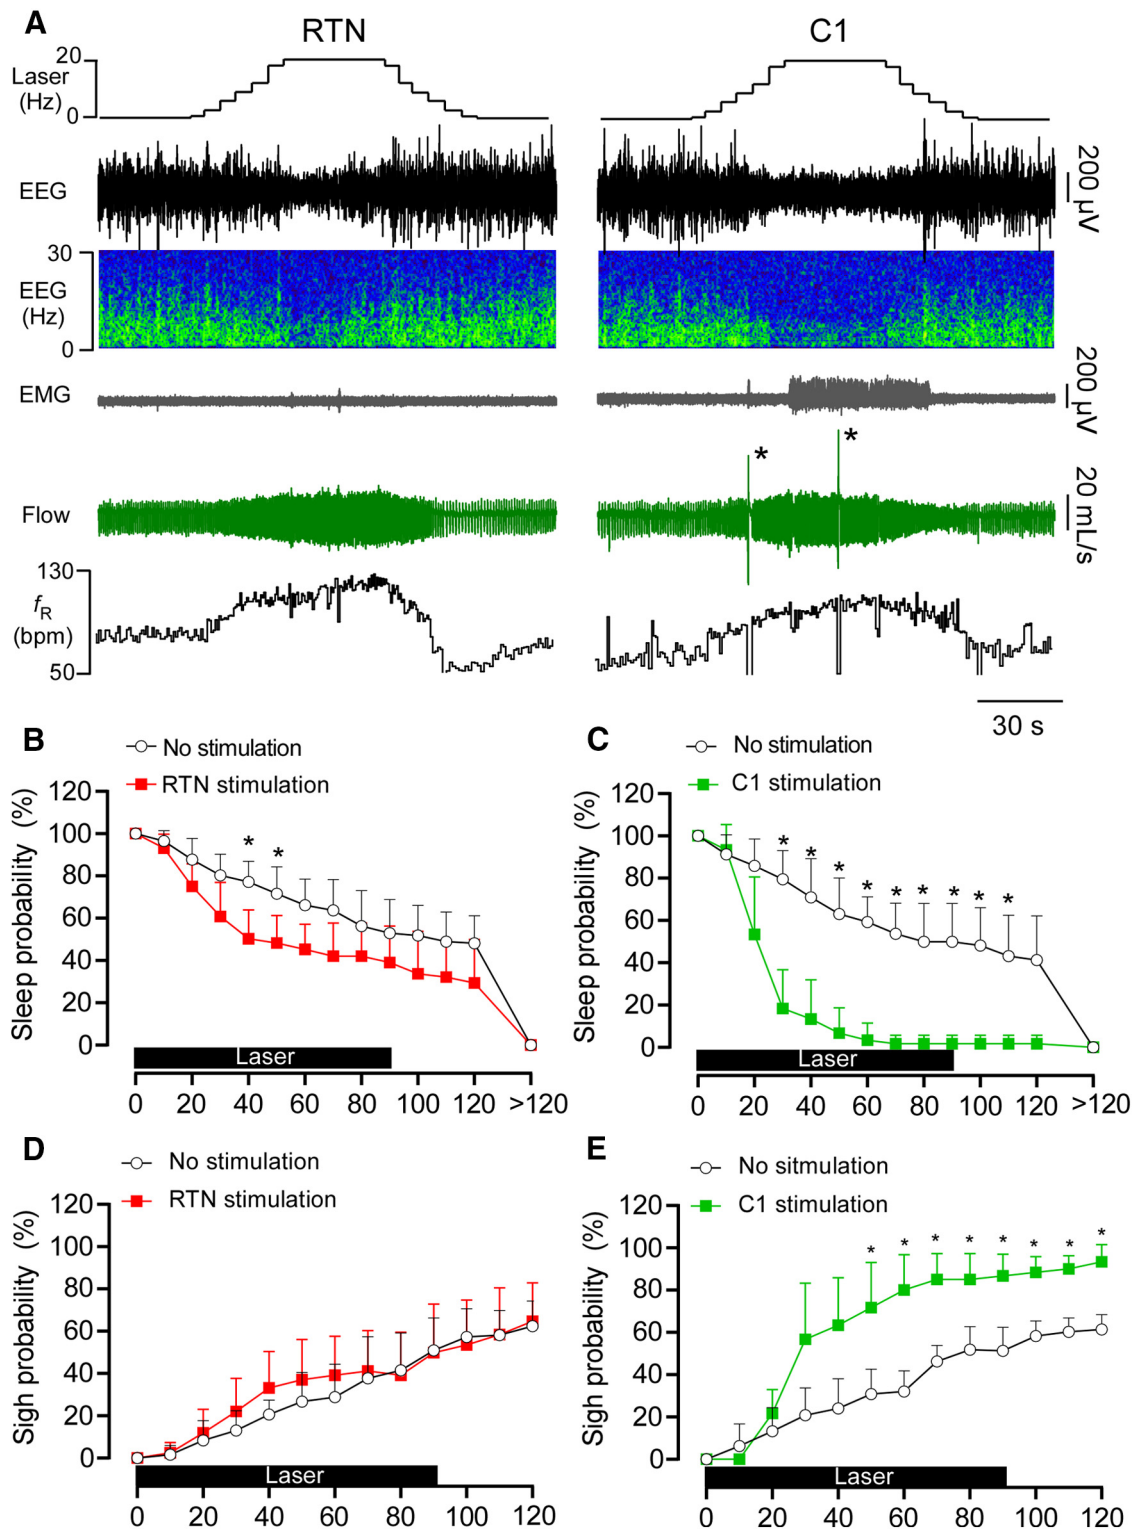 A
RTN
C1
20
Laser
(Hz)
0
EEG
200 µV
30
EEG
(Hz)
0
EMG
200 µV
*
*
Flow
20 mL/s
130
fR
(bpm)
50
30 s
B
No stimulation
RTN stimulation
Sleep probability (%)
120
100
80
60
40
20
0
* *
Laser
0 20 40 60 80 100 120 >120
C
No stimulation
C1 stimulation
Sleep probability (%)
120
100
80
60
40
20
0
* * * * * * * * *
Laser
0 20 40 60 80 100 120 >120
D
No stimulation
RTN stimulation
Sigh probability (%)
120
100
80
60
40
20
0
Laser
0 20 40 60 80 100 120
E
No sitmulation
C1 stimulation
Sigh probability (%)
120
100
80
60
40
20
0
* * * * * * * *
Laser
0 20 40 60 80 100 120